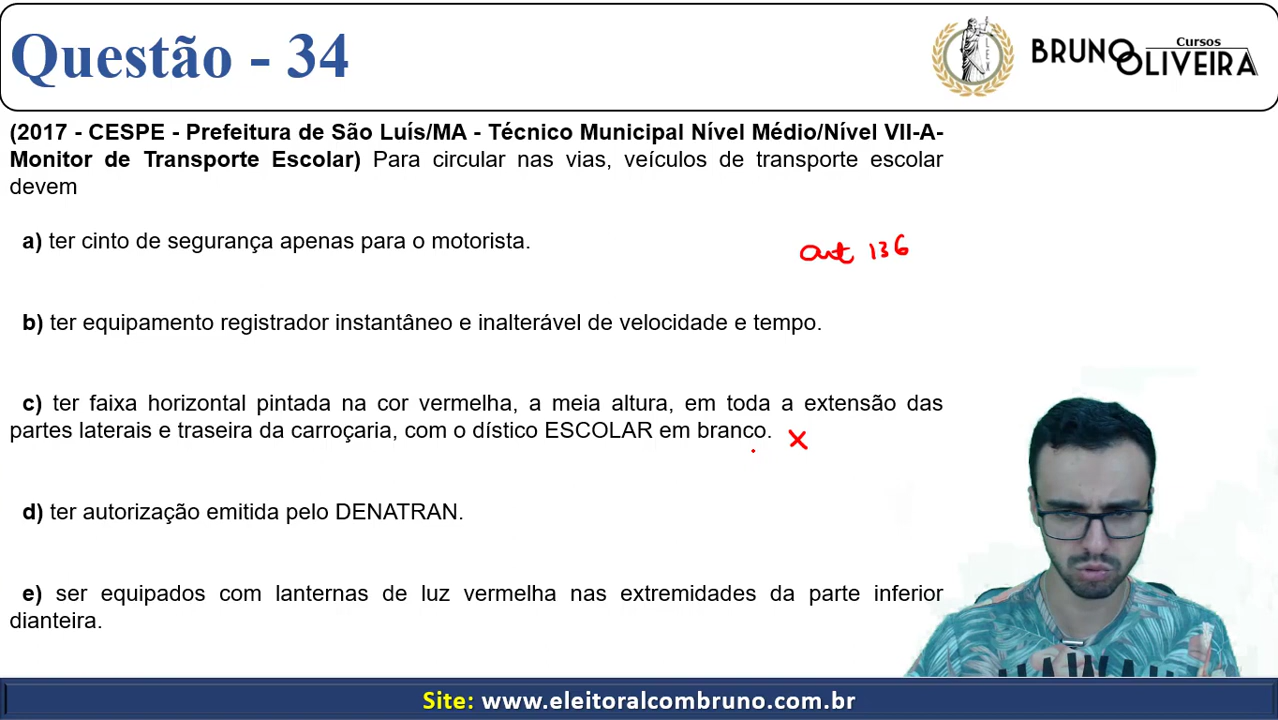 Questão - 34
LEX
Cursos
BRUNO OLIVEIRA
(2017 - CESPE - Prefeitura de São Luís/MA - Técnico Municipal Nível Médio/Nível VII-A-
Monitor de Transporte Escolar) Para circular nas vias, veículos de transporte escolar
devem
a) ter cinto de segurança apenas para o motorista.
art 136
b) ter equipamento registrador instantâneo e inalterável de velocidade e tempo.
c) ter faixa horizontal pintada na cor vermelha, a meia altura, em toda a extensão das
partes laterais e traseira da carroçaria, com o dístico ESCOLAR em branco. X
d) ter autorização emitida pelo DENATRAN.
e) ser equipados com lanternas de luz vermelha nas extremidades da parte inferior
dianteira.
Site: www.eleitoralcombruno.com.br